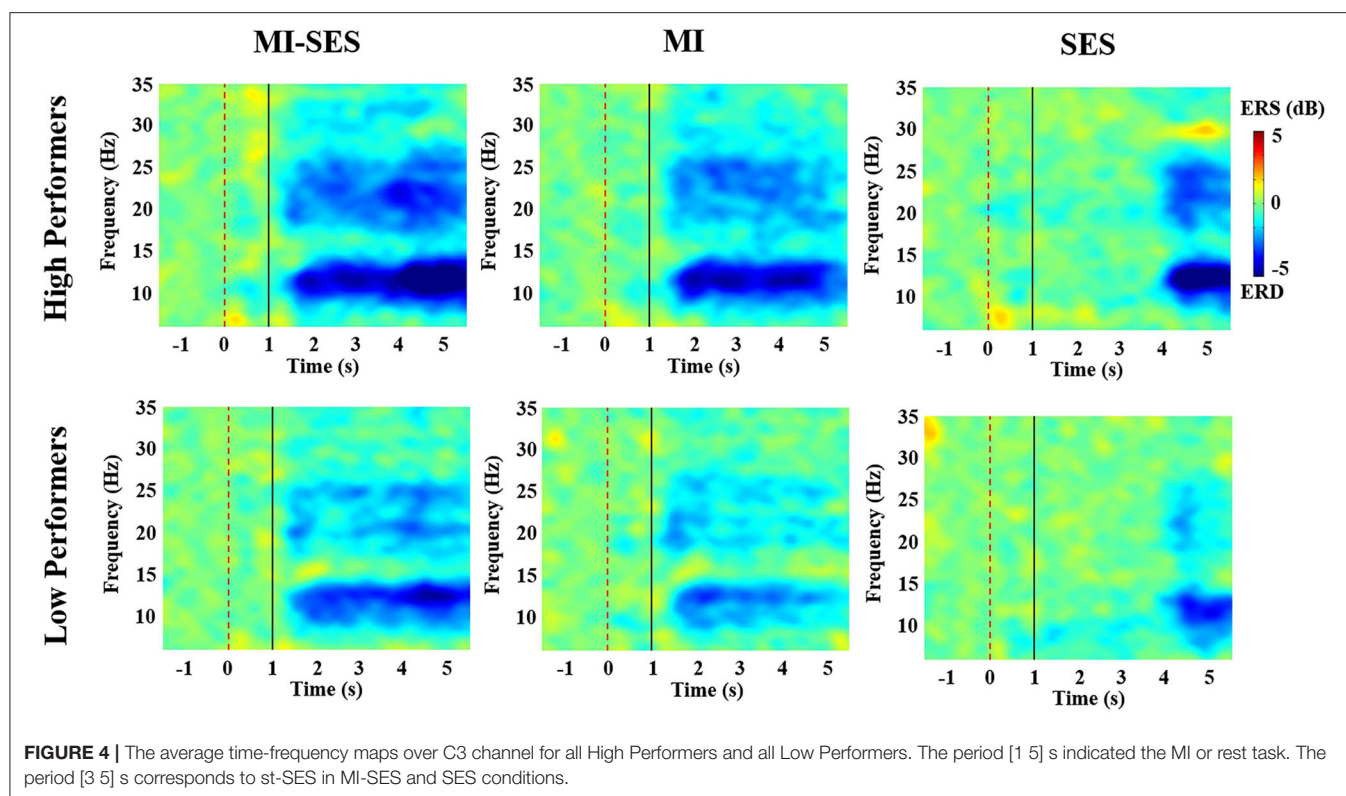 MI-SES MI SES
High Performers
Frequency (Hz)
35
30
25
20
15
10
-1 0 1 2 3 4 5
Time (s)
Frequency (Hz)
35
30
25
20
15
10
-1 0 1 2 3 4 5
Time (s)
Frequency (Hz)
35
30
25
20
15
10
-1 0 1 2 3 4 5
Time (s)
ERS (dB)
5
0
-5
ERD
Low Performers
Frequency (Hz)
35
30
25
20
15
10
-1 0 1 2 3 4 5
Time (s)
Frequency (Hz)
35
30
25
20
15
10
-1 0 1 2 3 4 5
Time (s)
Frequency (Hz)
35
30
25
20
15
10
-1 0 1 2 3 4 5
Time (s)
FIGURE 4 | The average time-frequency maps over C3 channel for all High Performers and all Low Performers. The period [1 5] s indicated the MI or rest task. The
period [3 5] s corresponds to st-SES in MI-SES and SES conditions.